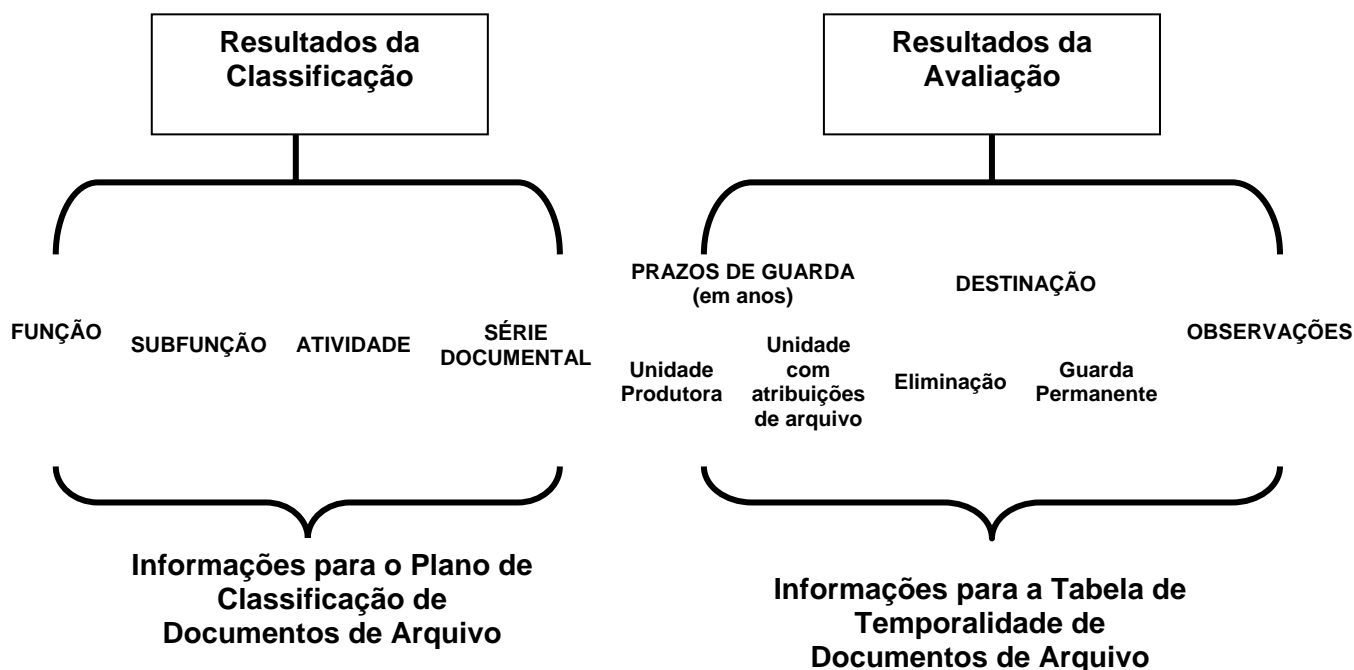 Resultados da
Classificação
Resultados da
Avaliação
FUNÇÃO
SUBFUNÇÃO
ATIVIDADE
SÉRIE
DOCUMENTAL
PRAZOS DE GUARDA
(em anos)
Unidade
Produtora
Unidade
com
atribuições
de arquivo
DESTINAÇÃO
Eliminação
Guarda
Permanente
OBSERVAÇÕES
Informações para o Plano de
Classificação de
Documentos de Arquivo
Informações para a Tabela de
Temporalidade de
Documentos de Arquivo